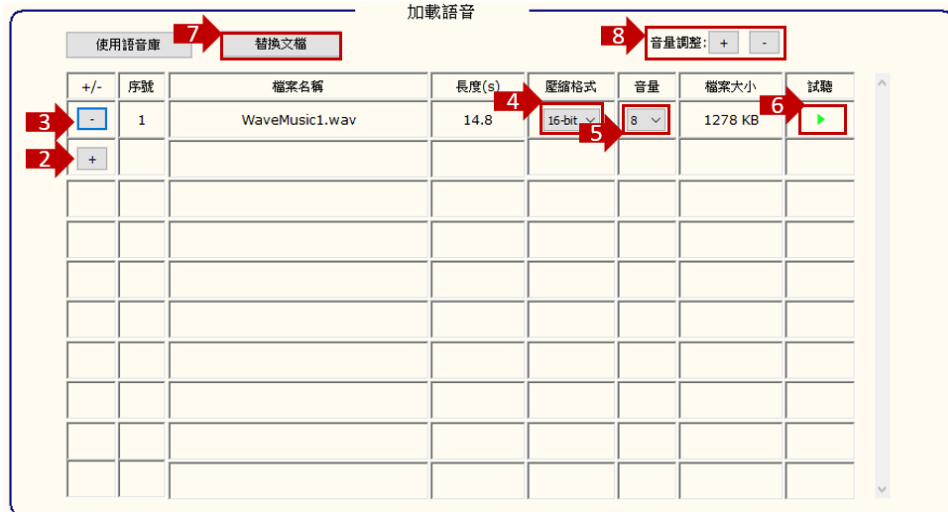 加載語音
使用語音庫 7 替換文檔 8 音量調整: + -
+/- 序號 檔案名稱 長度(s) 壓縮格式 音量 檔案大小 試聽
3 - 1 WaveMusic1.wav 14.8 4 16-bit 5 8 1278 KB 6
2 +